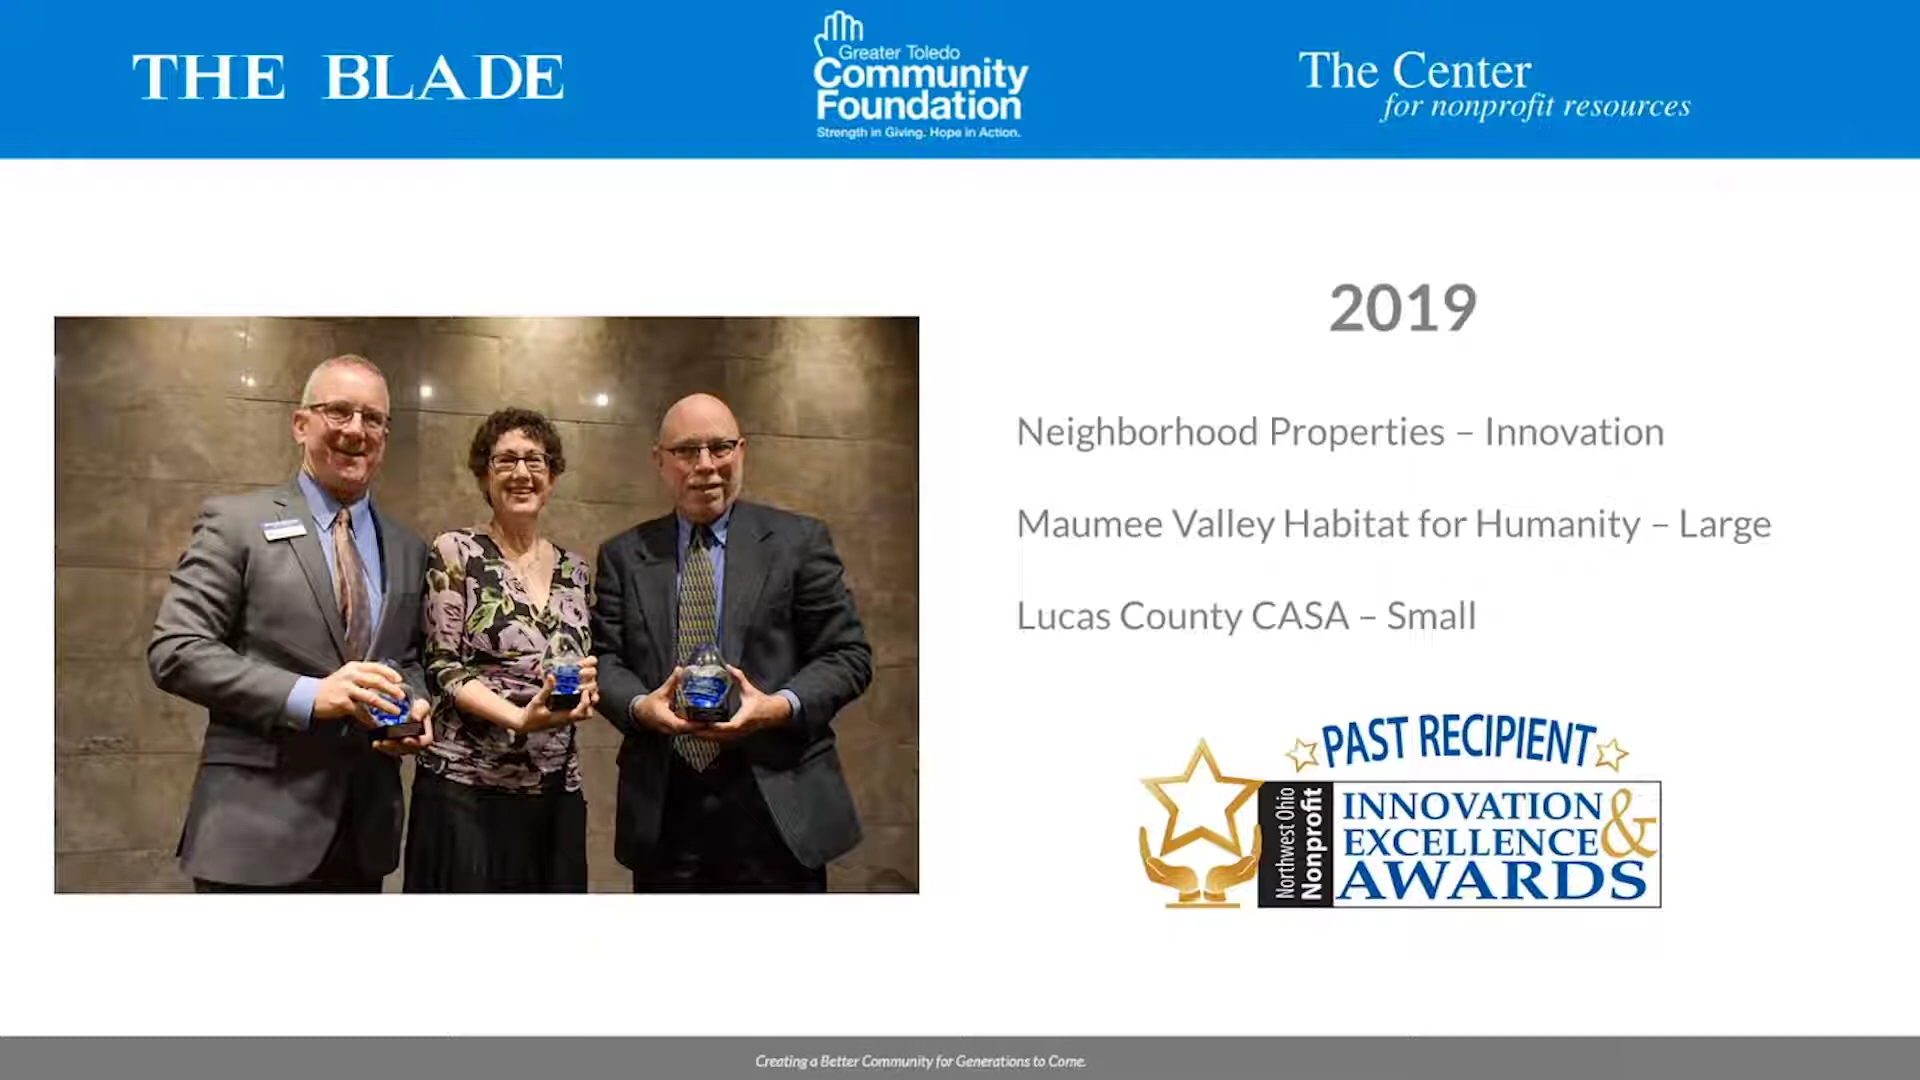 THE BLADE
Greater Toledo
Community
Foundation
Strength in Giving. Hope in Action.
The Center
for nonprofit resources
2019
Neighborhood Properties – Innovation
Maumee Valley Habitat for Humanity – Large
Lucas County CASA – Small
PAST RECIPIENT
Northwest Ohio
Nonprofit
INNOVATION &
EXCELLENCE
AWARDS
Creating a Better Community for Generations to Come.